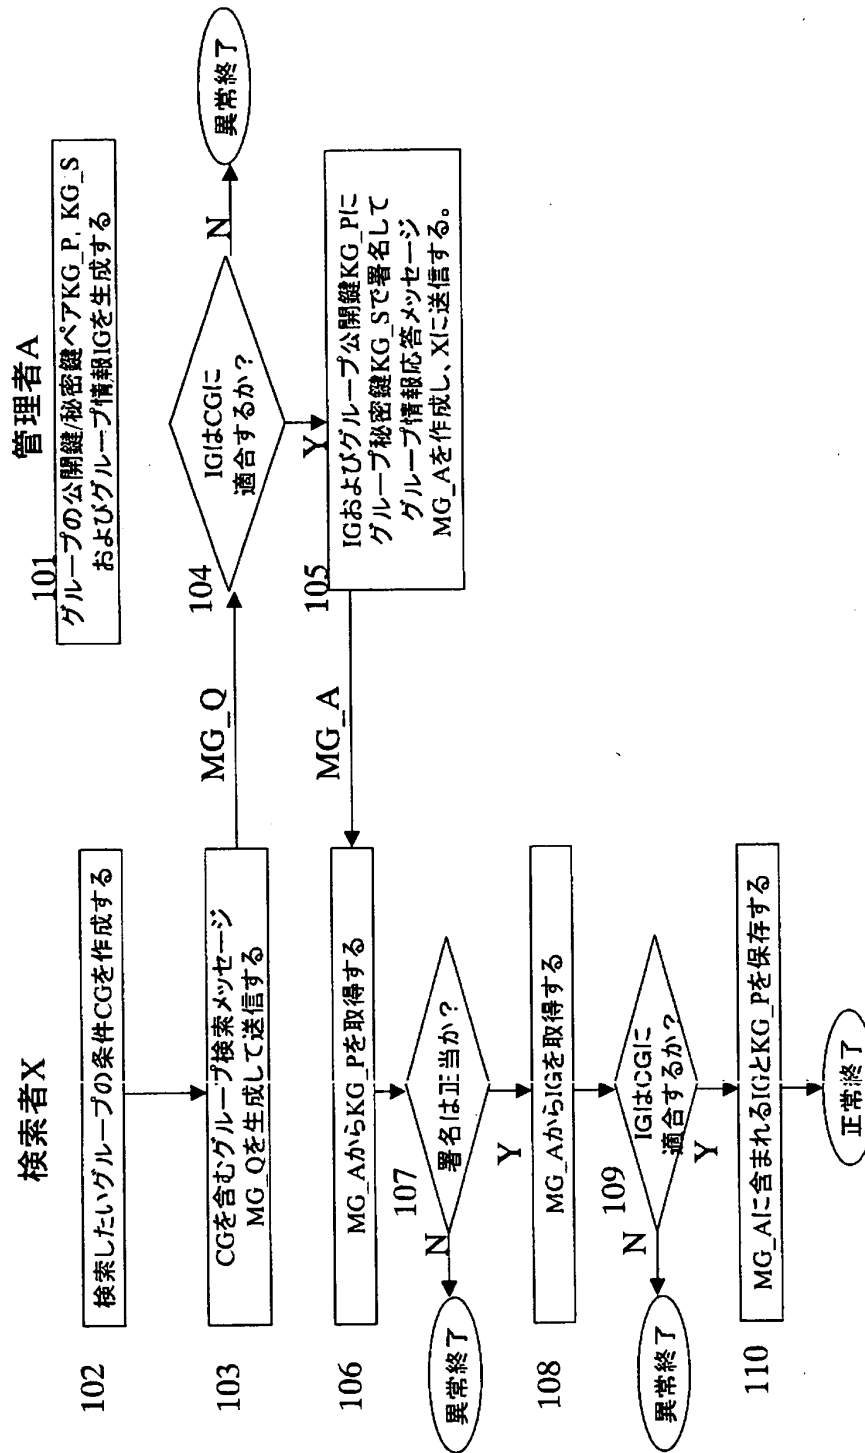 検索者X
管理者A
101
グループの公開鍵/秘密鍵ペアKG_P, KG_S
およびグループ情報IGを生成する
102
検索したいグループの条件CGを作成する
103
CGを含むグループ検索メッセージ
MG_Qを生成して送信する
MG_Q
104
IGはCGに
適合するか?
N
異常終了
Y
105
IGおよびグループ公開鍵KG_Pに
グループ秘密鍵KG_Sで署名して
グループ情報応答メッセージ
MG_Aを作成し、Xに送信する。
MG_A
106
MG_AからKG_Pを取得する
107
署名は正当か?
N
異常終了
Y
108
MG_AからIGを取得する
109
IGはCGに
適合するか?
N
異常終了
Y
110
MG_Aに含まれるIGとKG_Pを保存する
正常終了